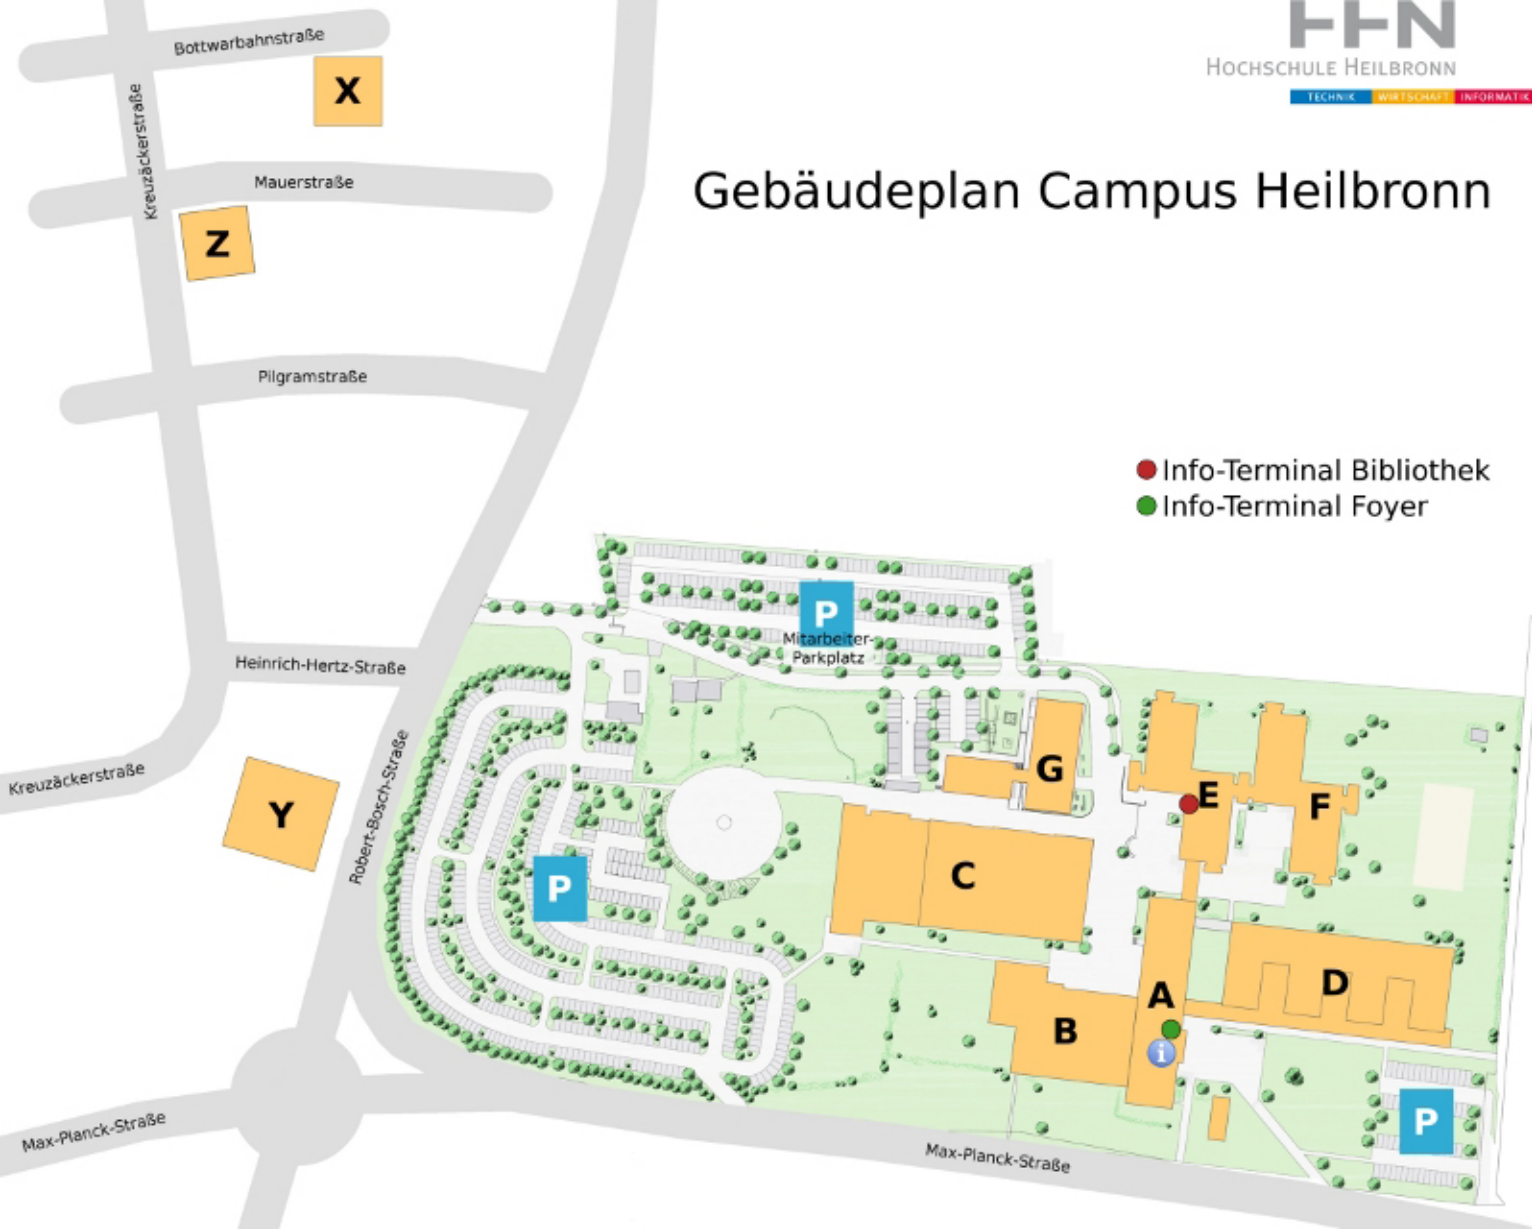 HHN
HOCHSCHULE HEILBRONN
TECHNIK WIRTSCHAFT INFORMATIK
Gebäudeplan Campus Heilbronn
Bottwarbahnstraße
X
Kreuzäckerstraße
Mauerstraße
Z
Pilgramstraße
Info-Terminal Bibliothek
Info-Terminal Foyer
P
Mitarbeiter-
Parkplatz
Heinrich-Hertz-Straße
Kreuzäckerstraße
Robert-Bosch-Straße
Y
G
E
F
C
P
A
D
B
i
P
Max-Planck-Straße
Max-Planck-Straße